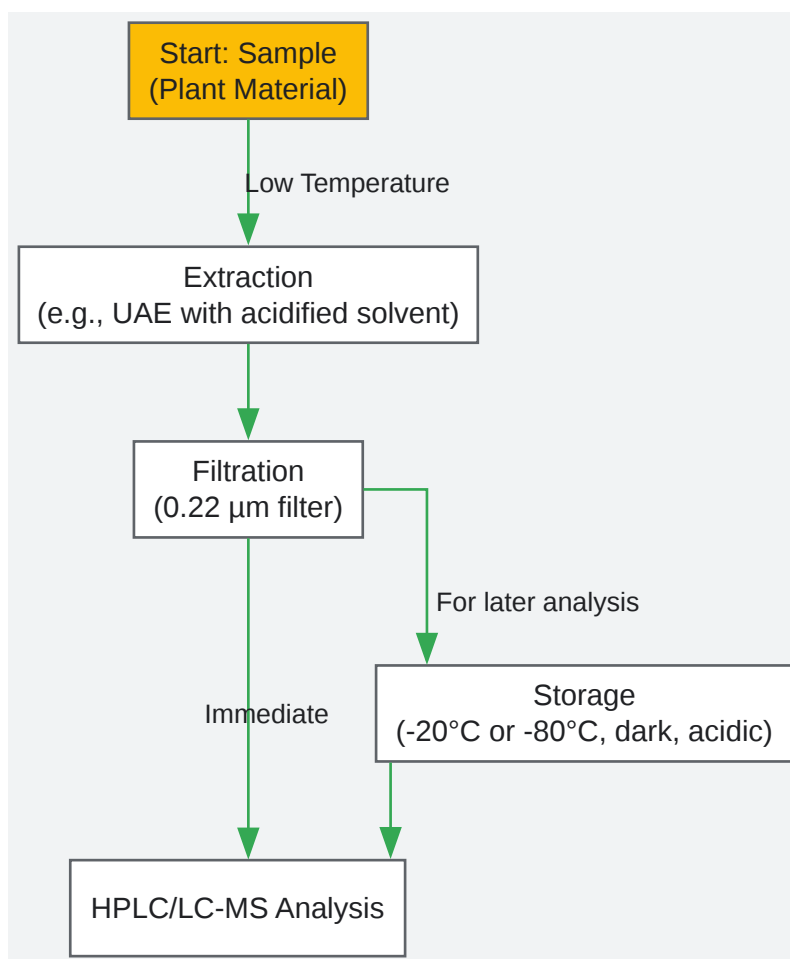 Start: Sample
(Plant Material)
Low Temperature
Extraction
(e.g., UAE with acidified solvent)
Filtration
(0.22 µm filter)
For later analysis
Storage
(-20°C or -80°C, dark, acidic)
Immediate
HPLC/LC-MS Analysis